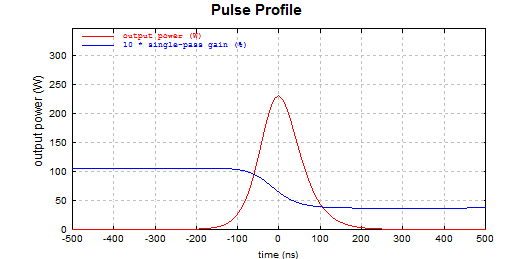 Pulse Profile
output power (W)
10 * single-pass gain (%)
300
250
200
150
100
50
0
output power (W)
-500 -400 -300 -200 -100 0 100 200 300 400 500
time (ns)